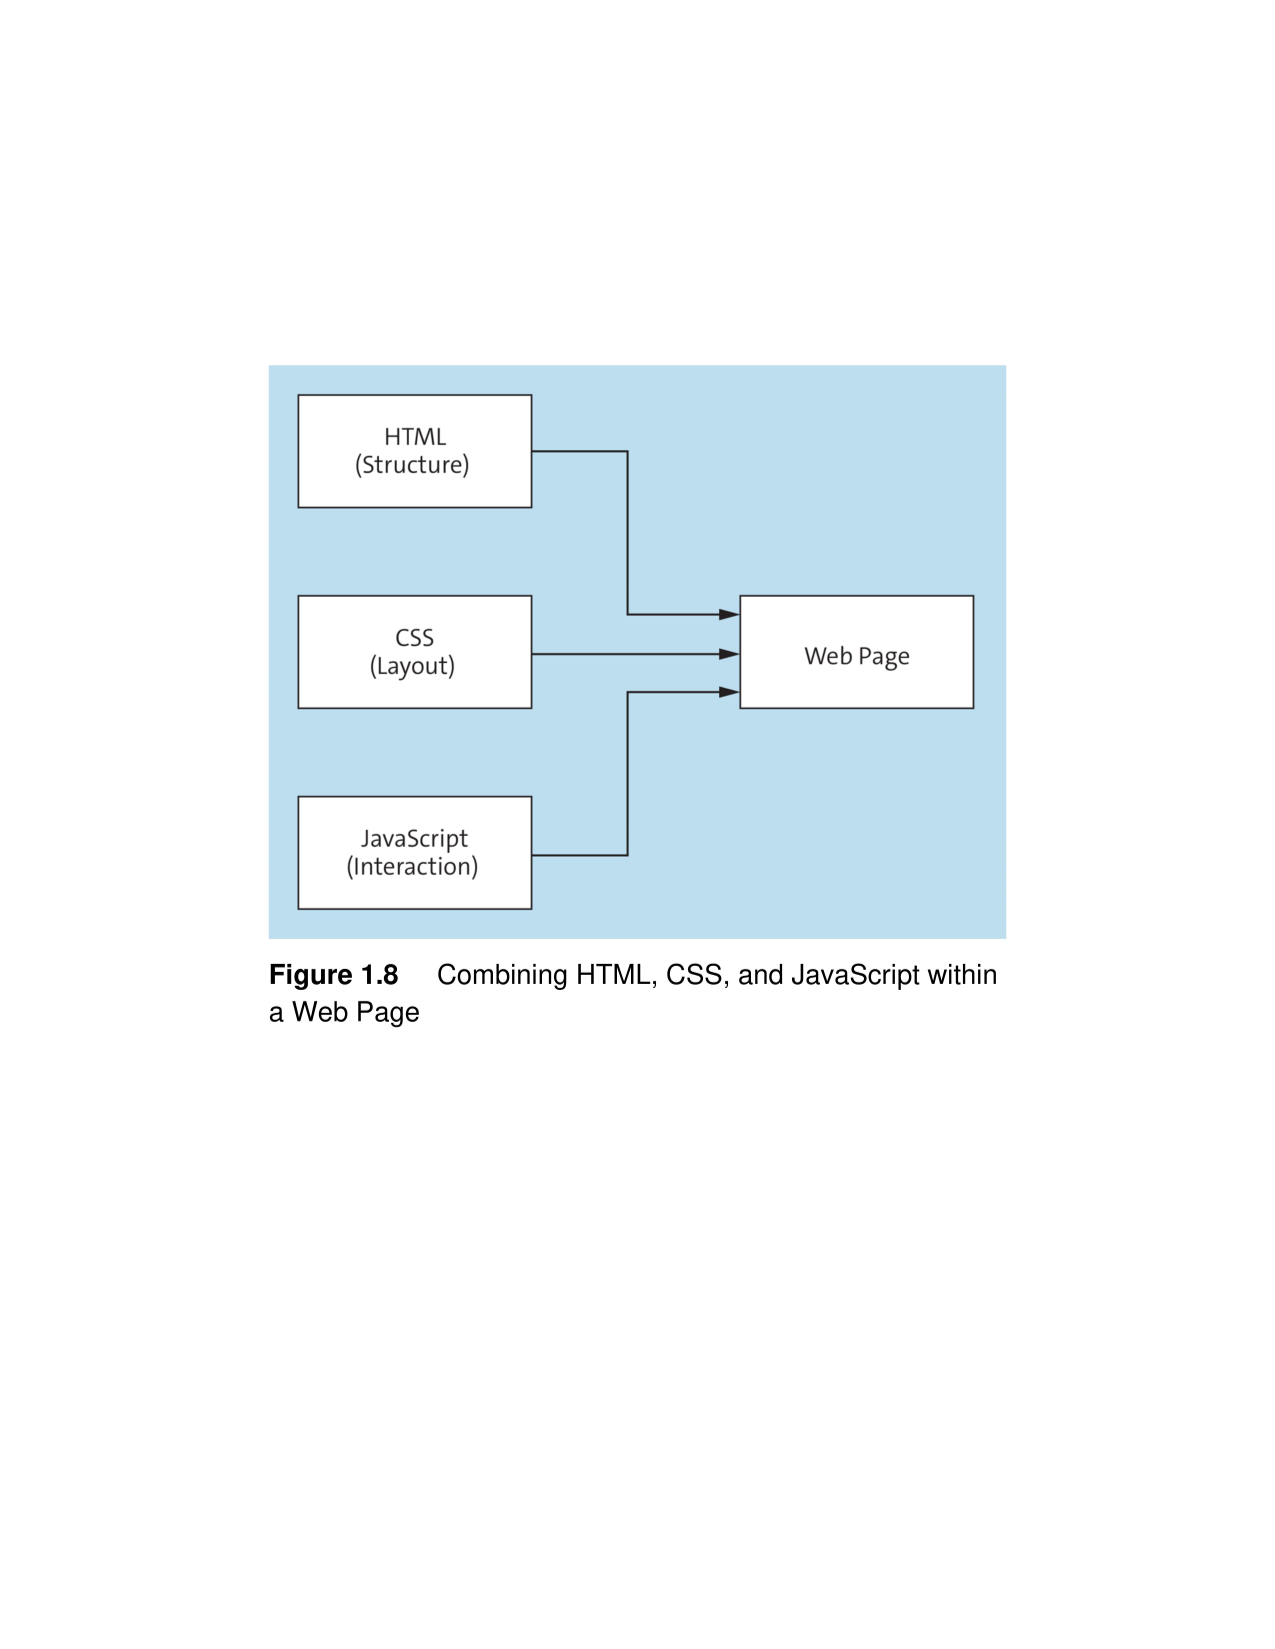 HTML
(Structure)
CSS
(Layout)
Web Page
JavaScript
(Interaction)
Figure 1.8 Combining HTML, CSS, and JavaScript within
a Web Page